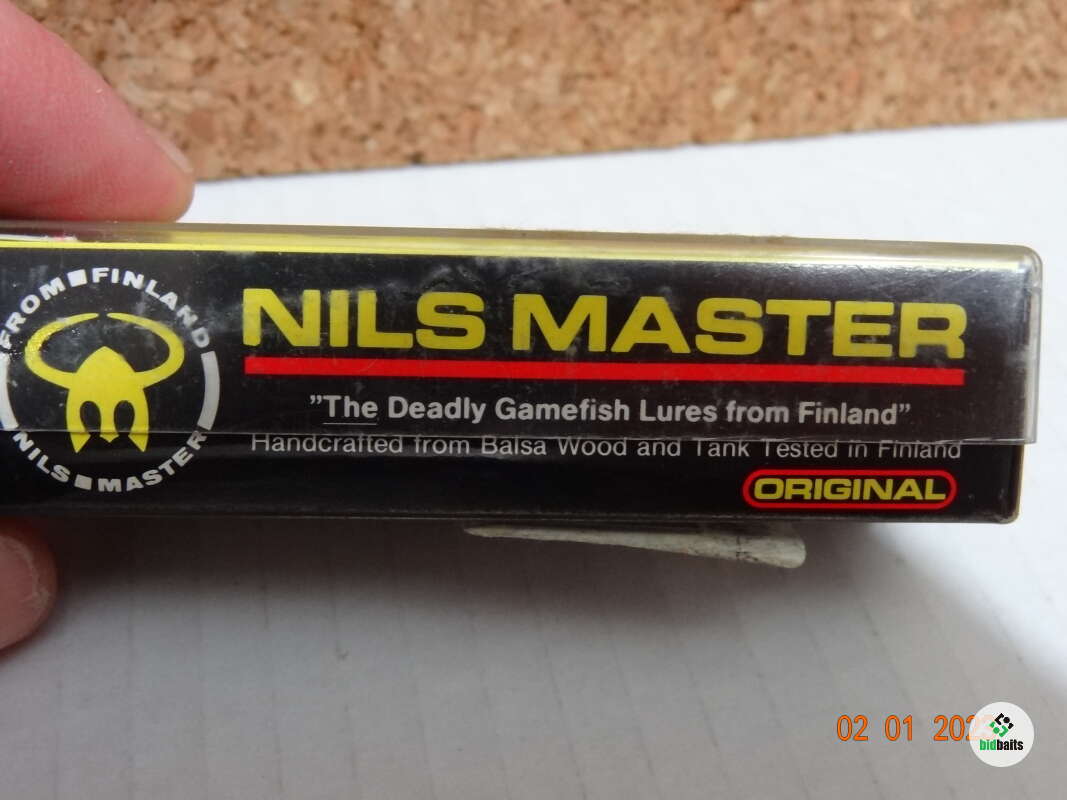 FROM FINLAND
NILS MASTER
NILS MASTER
"The Deadly Gamefish Lures from Finland"
Handcrafted from Balsa Wood and Tank Tested in Finland
ORIGINAL
02 01
bidbaits